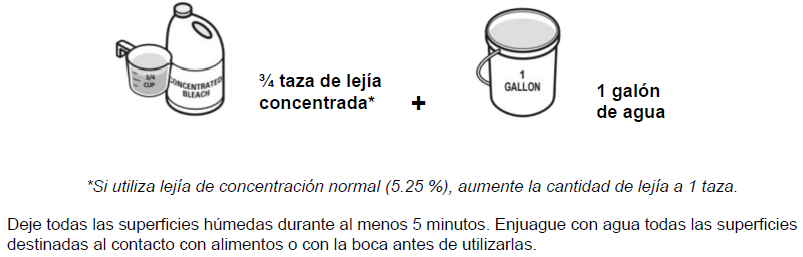 3/4
CUP
CONCENTRATED
BLEACH
¾ taza de lejía
concentrada*
+
1
GALLON
1 galón
de agua
*Si utiliza lejía de concentración normal (5.25 %), aumente la cantidad de lejía a 1 taza.
Deje todas las superficies húmedas durante al menos 5 minutos. Enjuague con agua todas las superficies
destinadas al contacto con alimentos o con la boca antes de utilizarlas.